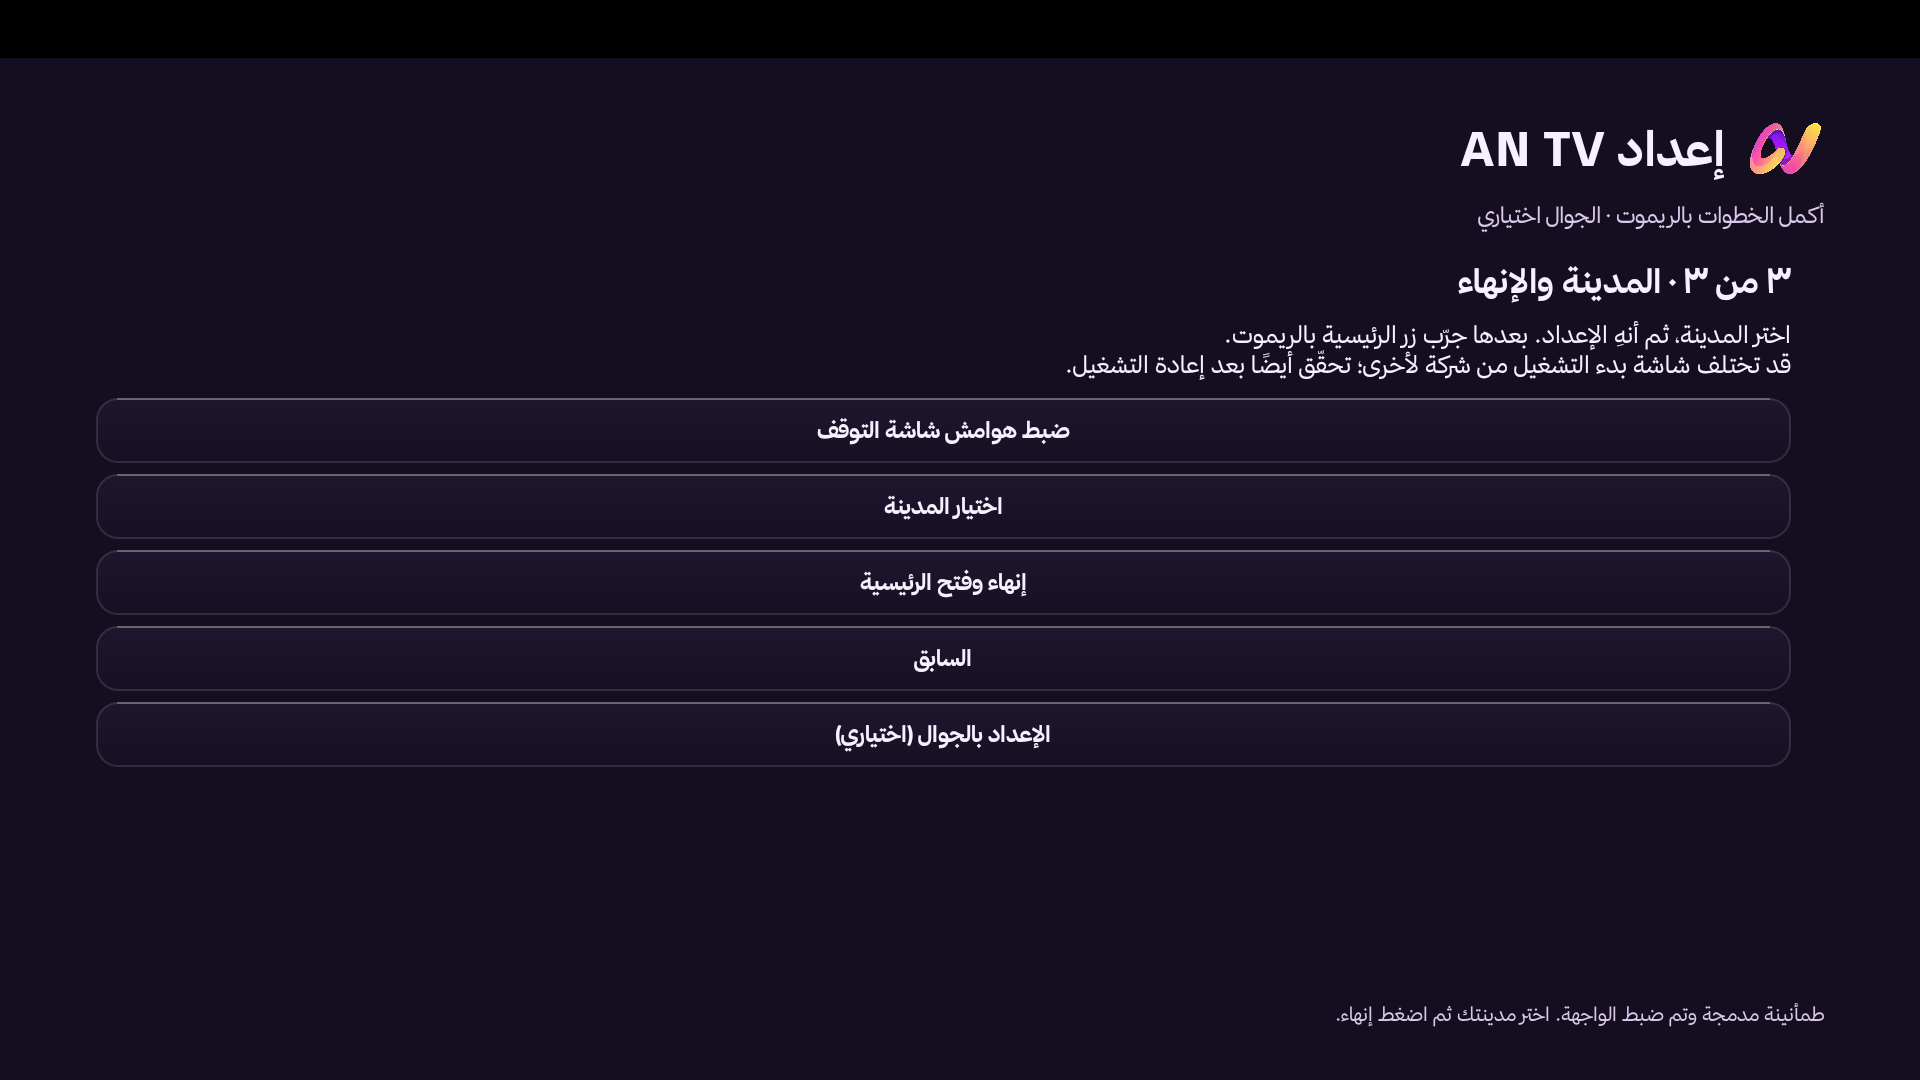 إعداد AN TV
أكمل الخطوات بالريموت · الجوال اختياري
٣ من ٣ · المدينة والإنهاء
اختر المدينة، ثم أنهِ الإعداد. بعدها جرّب زر الرئيسية بالريموت.
قد تختلف شاشة بدء التشغيل من شركة لأخرى؛ تحقّق أيضًا بعد إعادة التشغيل.
ضبط هوامش شاشة التوقف
اختيار المدينة
إنهاء وفتح الرئيسية
السابق
الإعداد بالجوال (اختياري)
طمأنينة مدمجة وتم ضبط الواجهة. اختر مدينتك ثم اضغط إنهاء.